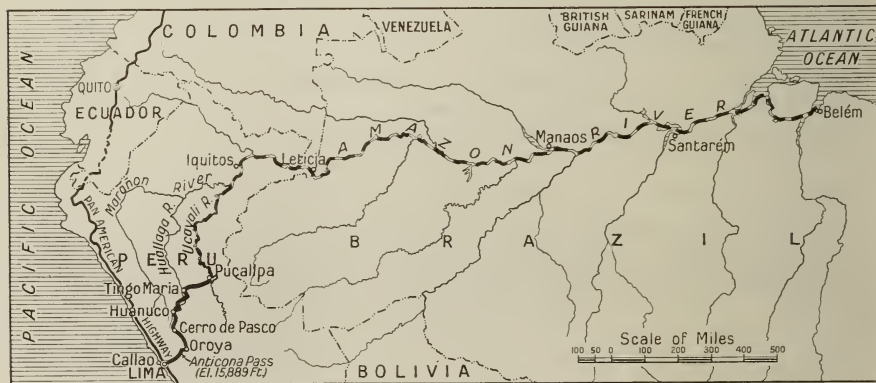 COLOMBIA
VENEZUELA
BRITISH
GUIANA
SARINAM
FRENCH
GUIANA
ATLANTIC
OCEAN
PACIFIC OCEAN
QUITO
ECUADOR
Iquitos
Leticia
AMAZON RIVER
Manaos
Santarém
Belém
Marañon River
Huallaga R.
Ucayali R.
PAN AMERICAN HIGHWAY
PERU
BRAZIL
Pucallpa
Tingo Maria
Huanuco
Cerro de Pasco
Oroya
Callao
LIMA
Anticona Pass
(El. 15,889 Ft.)
BOLIVIA
Scale of Miles
100 50 0 100 200 300 400 500